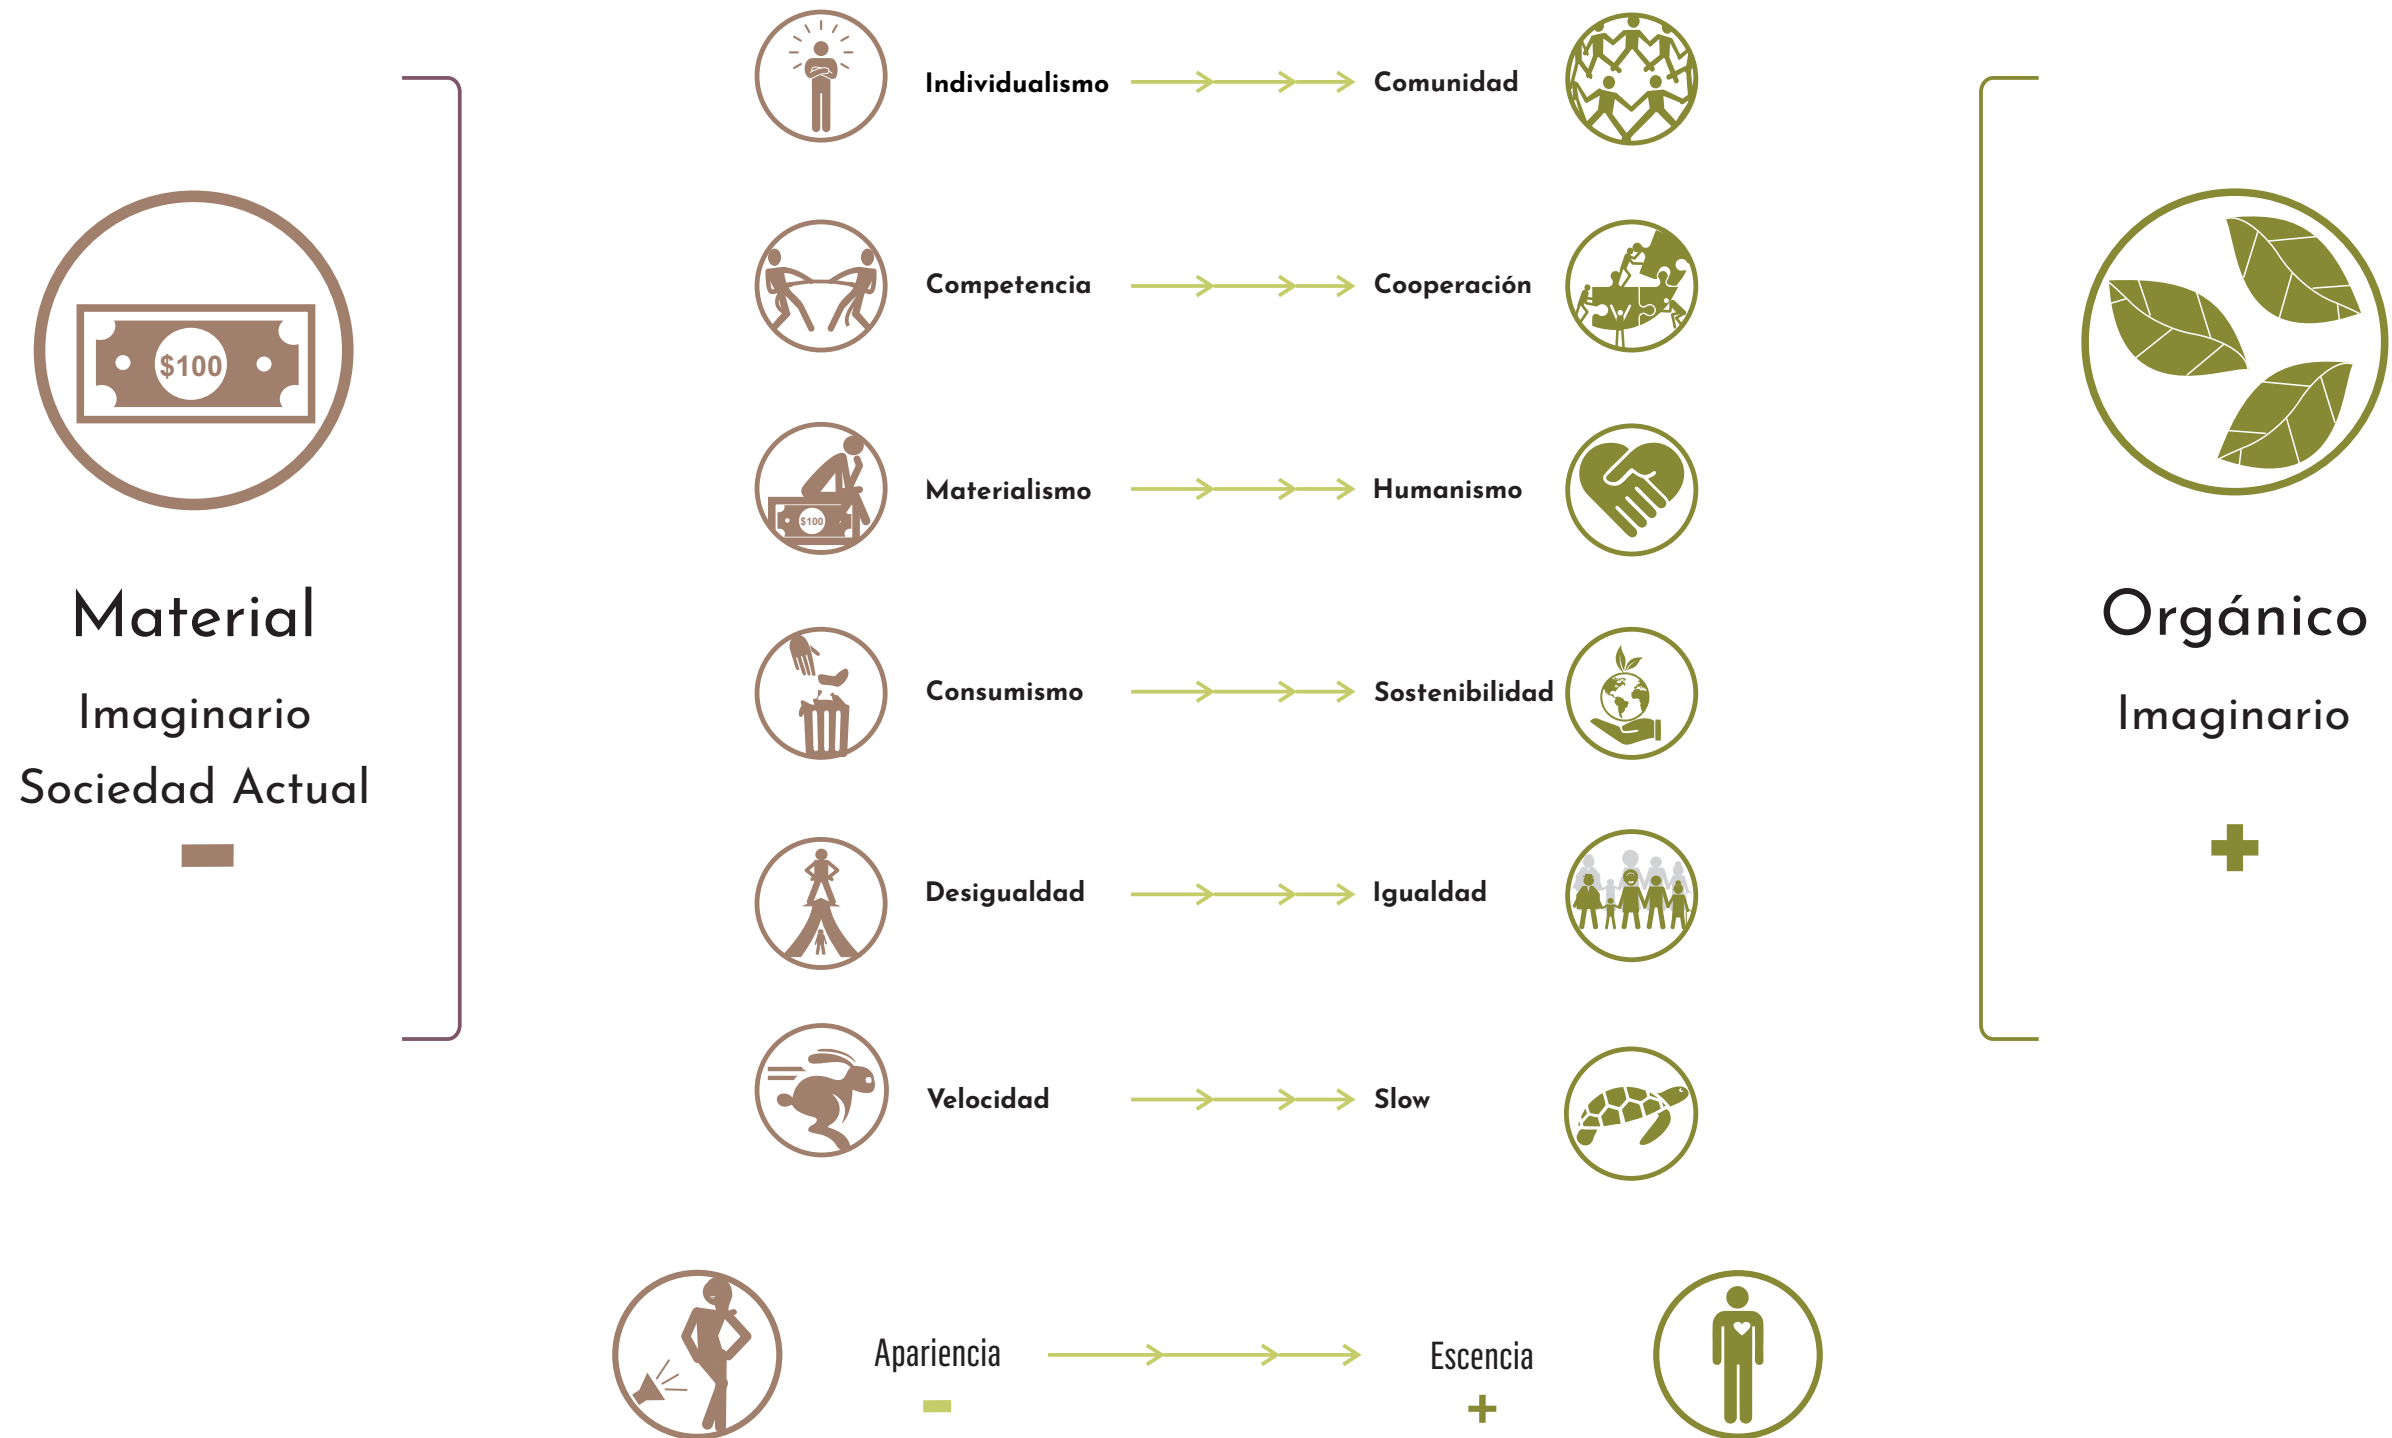 $100
Material
Imaginario
Sociedad Actual
Individualismo
Comunidad
Competencia
Cooperación
Materialismo
$100
Humanismo
Consumismo
Sostenibilidad
Desigualdad
Igualdad
Velocidad
Slow
Apariencia
Escencia
Orgánico
Imaginario